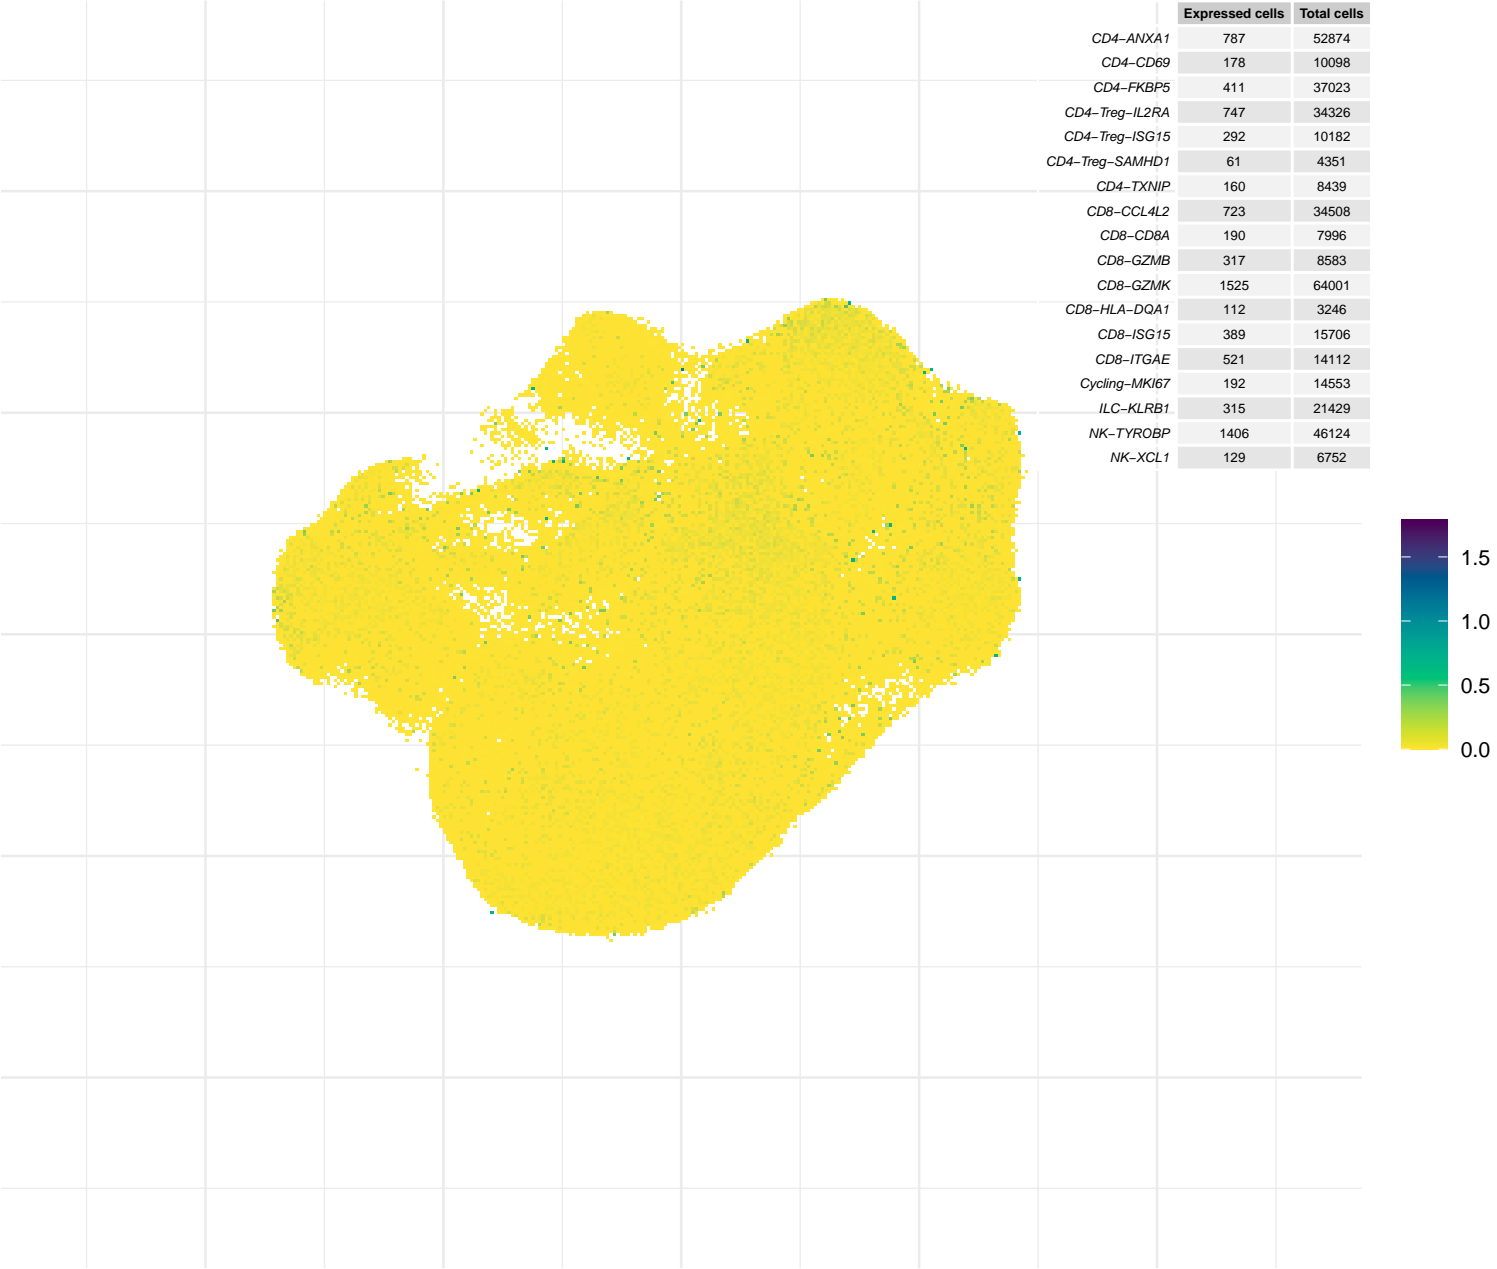 Expressed cells Total cells
CD4−ANXA1 787 52874
CD4−CD69 178 10098
CD4−FKBP5 411 37023
CD4−Treg−IL2RA 747 34326
CD4−Treg−ISG15 292 10182
CD4−Treg−SAMHD1 61 4351
CD4−TXNIP 160 8439
CD8−CCL4L2 723 34508
CD8−CD8A 190 7996
CD8−GZMB 317 8583
CD8−GZMK 1525 64001
CD8−HLA−DQA1 112 3246
CD8−ISG15 389 15706
CD8−ITGAE 521 14112
Cycling−MKI67 192 14553
ILC−KLRB1 315 21429
NK−TYROBP 1406 46124
NK−XCL1 129 6752
1.5
1.0
0.5
0.0